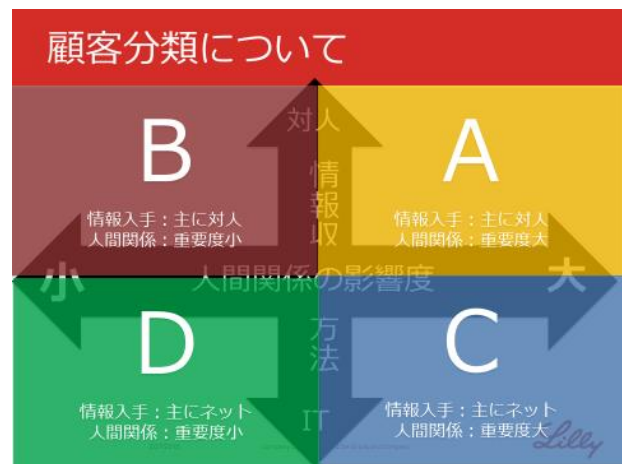 顧客分類について
対人
B
A
情報収
情報入手：主に対人
人間関係：重要度小
情報入手：主に対人
人間関係：重要度大
小
人間関係の影響度
大
D
C
方法
情報入手：主にネット
人間関係：重要度小
情報入手：主にネット
人間関係：重要度大
IT
Lilly